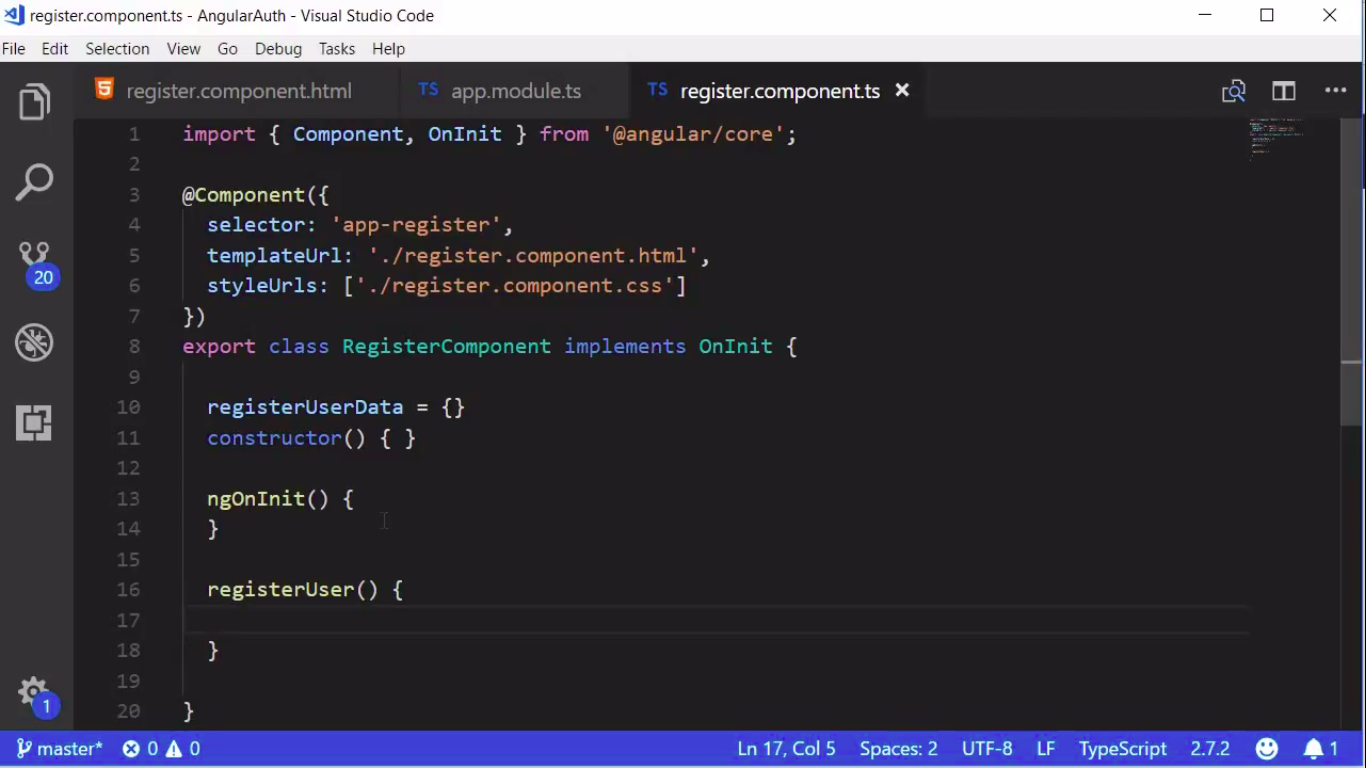 register.component.ts - AngularAuth - Visual Studio Code
File Edit Selection View Go Debug Tasks Help
register.component.html TS app.module.ts TS register.component.ts
1 import { Component, OnInit } from '@angular/core';
2
3 @Component({
4 selector: 'app-register',
5 templateUrl: './register.component.html',
6 styleUrls: ['./register.component.css']
7 })
8 export class RegisterComponent implements OnInit {
9
10 registerUserData = {}
11 constructor() { }
12
13 ngOnInit() {
14 }
15
16 registerUser() {
17
18 }
19
20 }
20
1
master* 0 0 Ln 17, Col 5 Spaces: 2 UTF-8 LF TypeScript 2.7.2 1